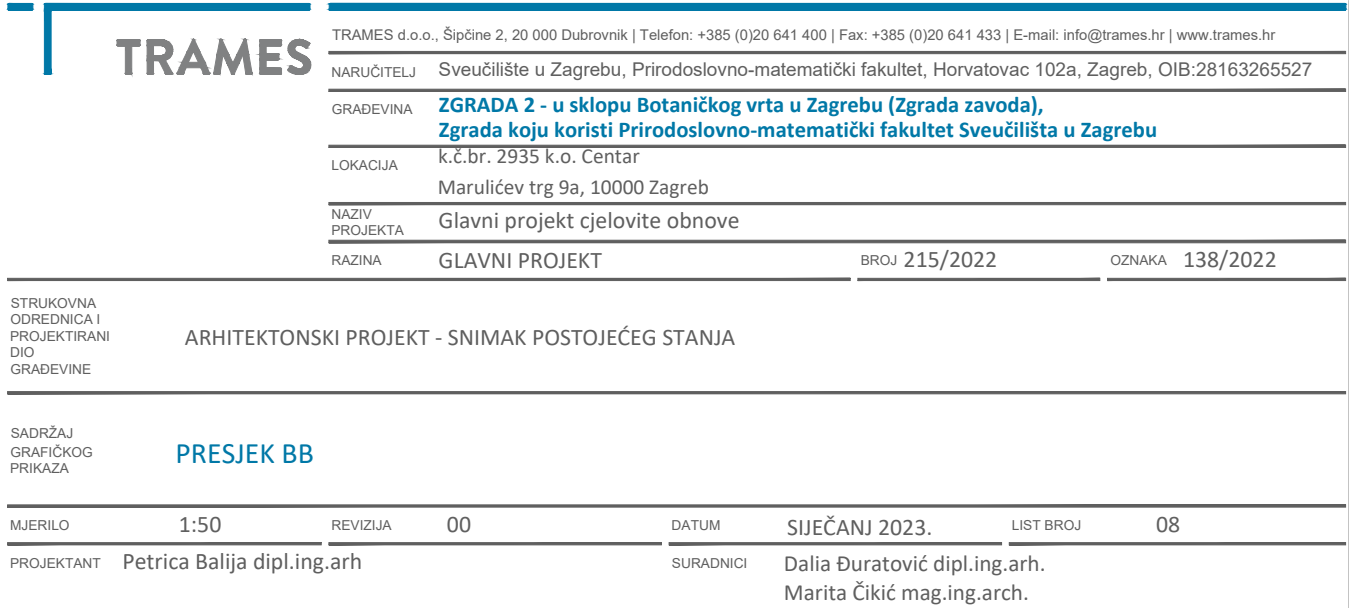 TRAMES
TRAMES d.o.o., Šipčine 2, 20 000 Dubrovnik | Telefon: +385 (0)20 641 400 | Fax: +385 (0)20 641 433 | E-mail: info@trames.hr | www.trames.hr
NARUČITELJ Sveučilište u Zagrebu, Prirodoslovno-matematički fakultet, Horvatovac 102a, Zagreb, OIB:28163265527
GRAĐEVINA ZGRADA 2 - u sklopu Botaničkog vrta u Zagrebu (Zgrada zavoda),
Zgrada koju koristi Prirodoslovno-matematički fakultet Sveučilišta u Zagrebu
LOKACIJA k.č.br. 2935 k.o. Centar
Marulićev trg 9a, 10000 Zagreb
NAZIV
PROJEKTA Glavni projekt cjelovite obnove
RAZINA GLAVNI PROJEKT BROJ 215/2022 OZNAKA 138/2022
STRUKOVNA
ODREDNICA I
PROJEKTIRANI
DIO
GRAĐEVINE
ARHITEKTONSKI PROJEKT - SNIMAK POSTOJEĆEG STANJA
SADRŽAJ
GRAFIČKOG
PRIKAZA
PRESJEK BB
MJERILO 1:50 REVIZIJA 00 DATUM SIJEČANJ 2023. LIST BROJ 08
PROJEKTANT Petrica Balija dipl.ing.arh SURADNICI Dalia Đuratović dipl.ing.arh.
Marita Čikić mag.ing.arch.